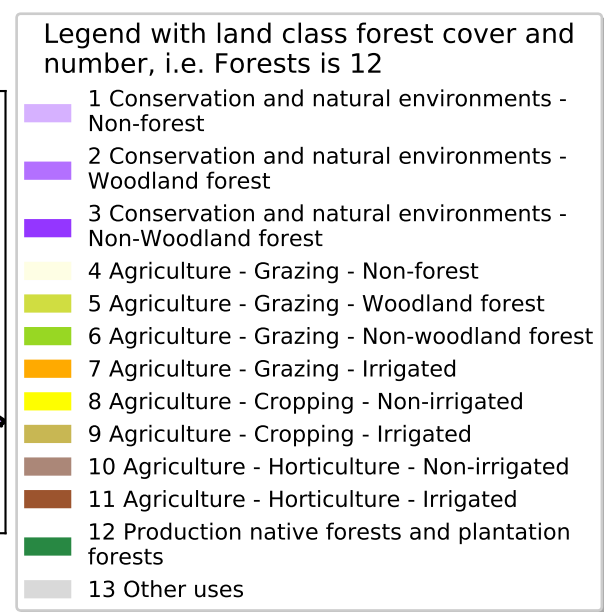 Legend with land class forest cover and
number, i.e. Forests is 12
1 Conservation and natural environments -
Non-forest
2 Conservation and natural environments -
Woodland forest
3 Conservation and natural environments -
Non-Woodland forest
4 Agriculture - Grazing - Non-forest
5 Agriculture - Grazing - Woodland forest
6 Agriculture - Grazing - Non-woodland forest
7 Agriculture - Grazing - Irrigated
8 Agriculture - Cropping - Non-irrigated
9 Agriculture - Cropping - Irrigated
10 Agriculture - Horticulture - Non-irrigated
11 Agriculture - Horticulture - Irrigated
12 Production native forests and plantation
forests
13 Other uses